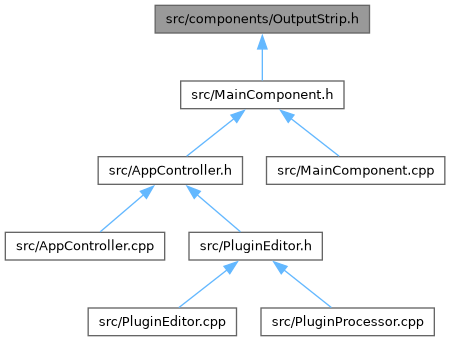 src/components/OutputStrip.h
src/MainComponent.h
src/AppController.h
src/MainComponent.cpp
src/AppController.cpp
src/PluginEditor.h
src/PluginEditor.cpp
src/PluginProcessor.cpp